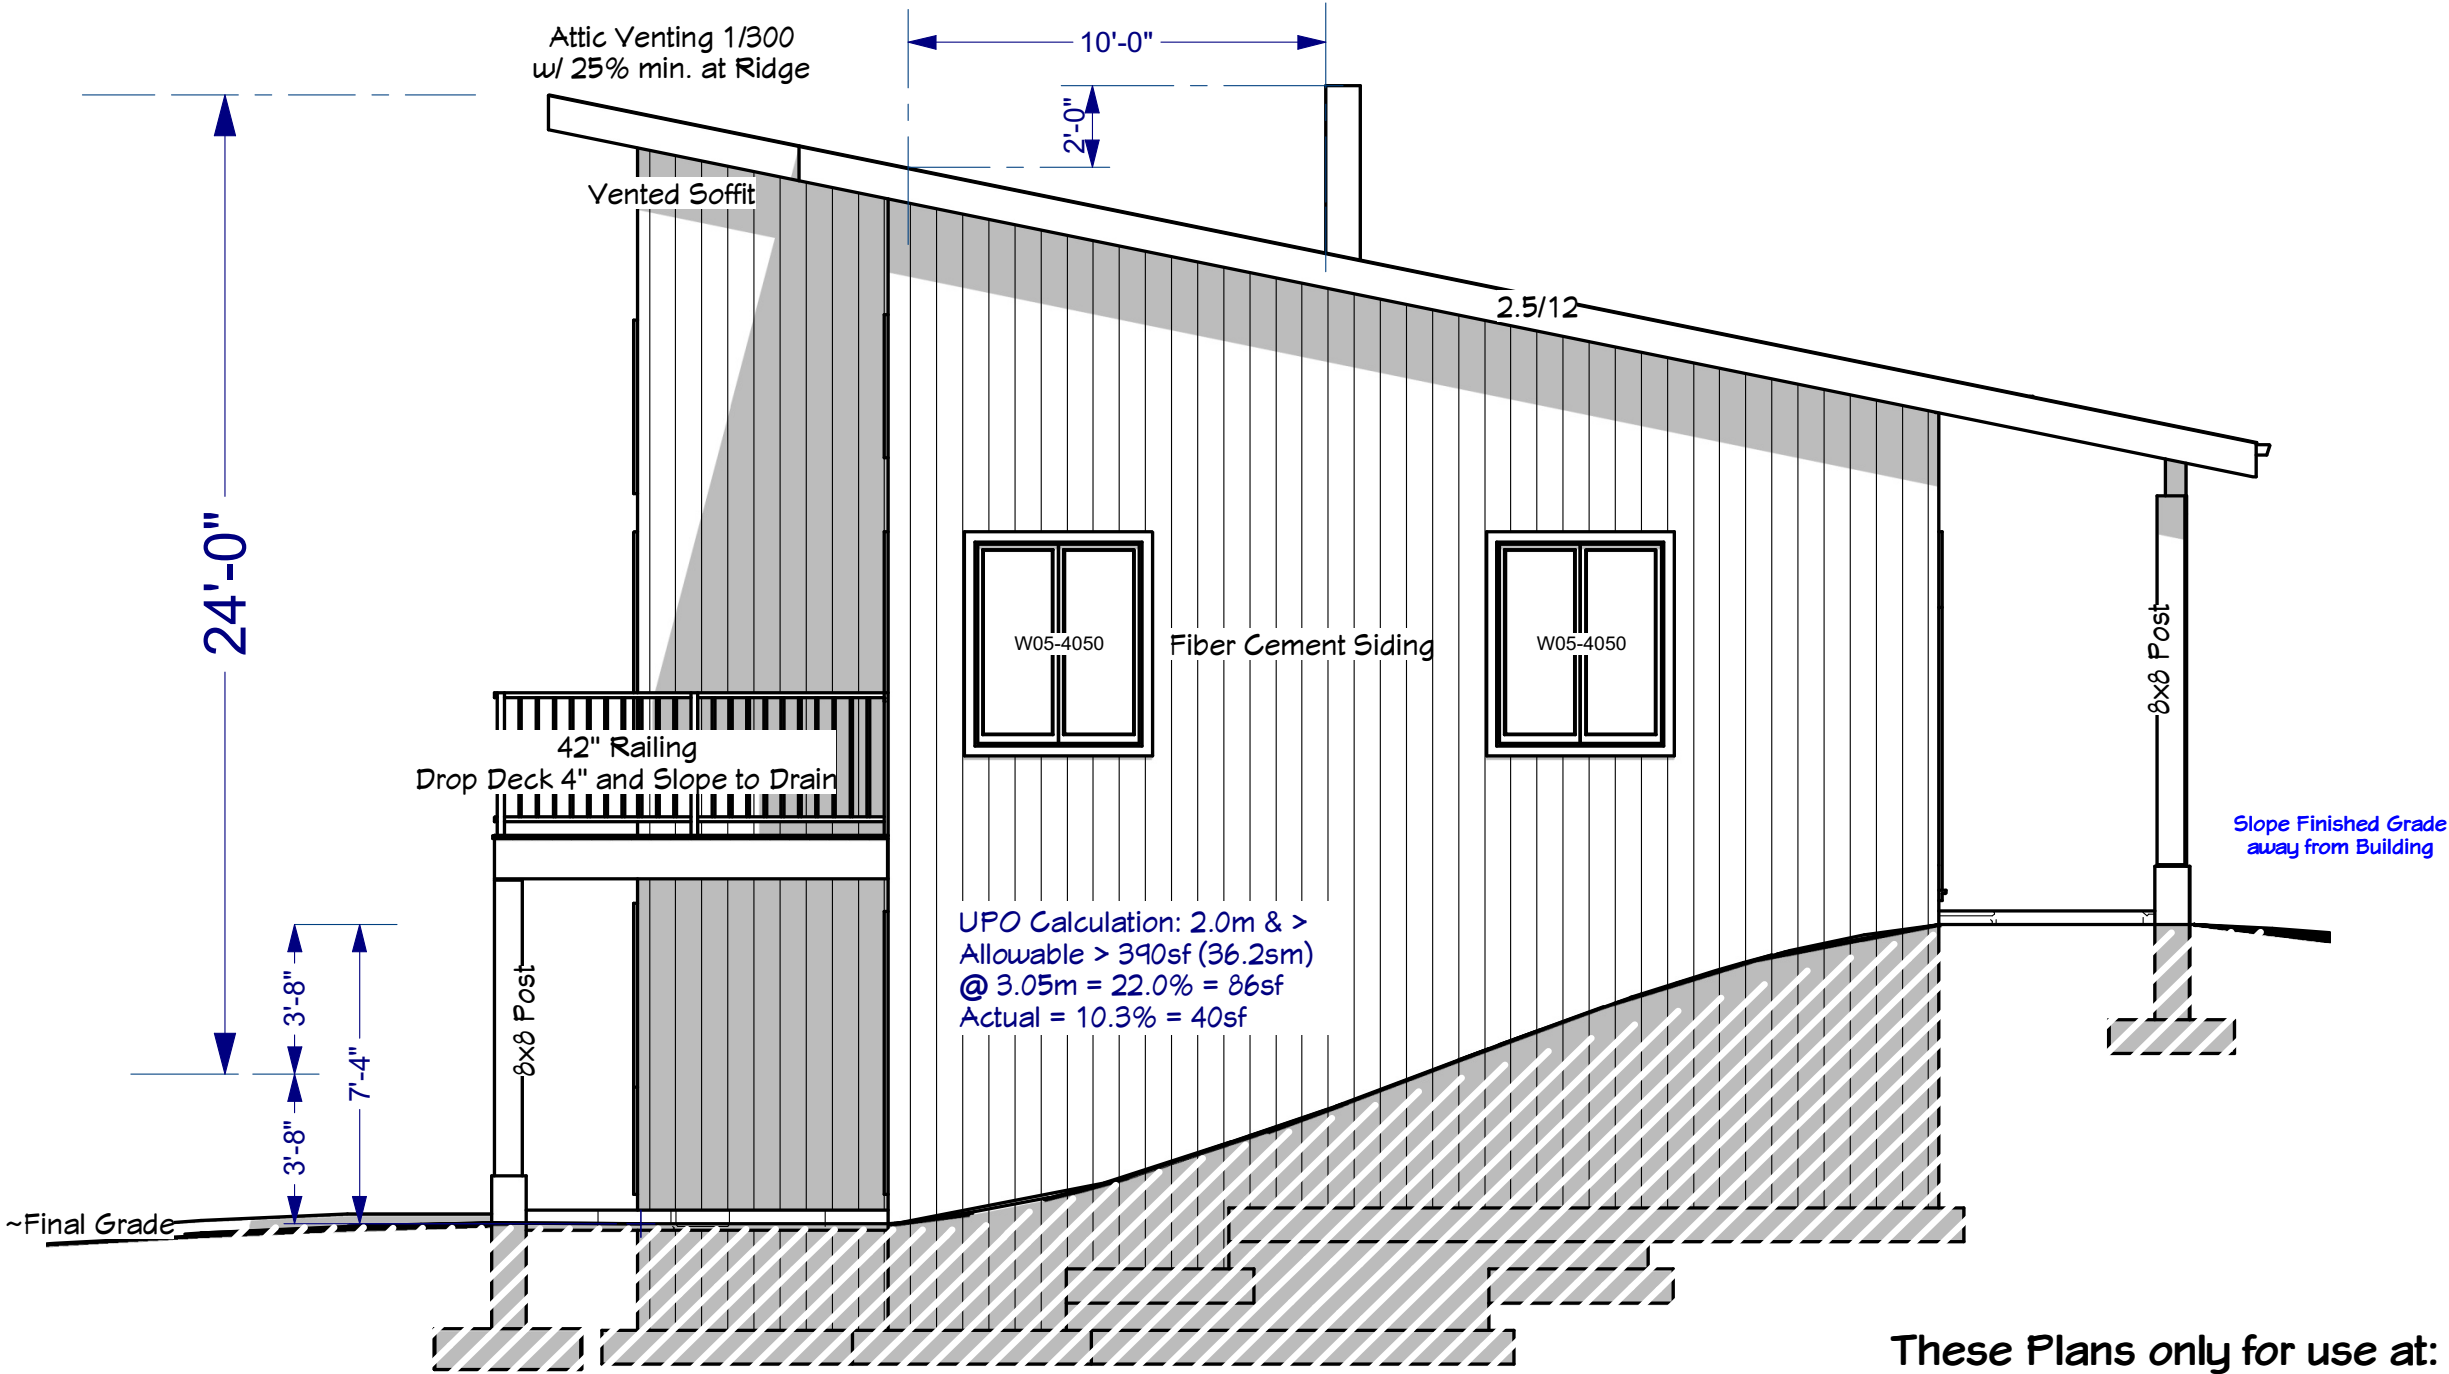 Attic Venting 1/300
w/ 25% min. at Ridge
10'-0"
2'-0"
Vented Soffit
2.5/12
24'-0"
W05-4050
Fiber Cement Siding
W05-4050
8x8 Post
42" Railing
Drop Deck 4" and Slope to Drain
Slope Finished Grade
away from Building
UPO Calculation: 2.0m & >
Allowable > 390sf (36.2sm)
@ 3.05m = 22.0% = 86sf
Actual = 10.3% = 40sf
3'-8"
7'-4"
3'-8"
8x8 Post
~Final Grade
These Plans only for use at: